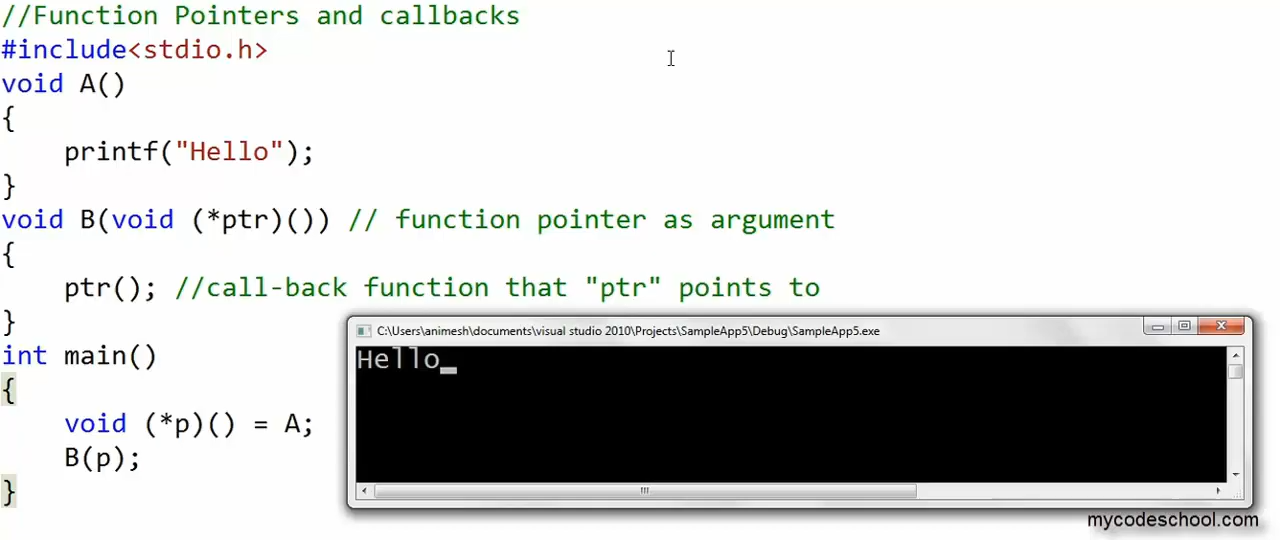 //Function Pointers and callbacks
#include<stdio.h>
void A()
{
    printf("Hello");
}
void B(void (*ptr)()) // function pointer as argument
{
    ptr(); //call-back function that "ptr" points to
}
int main()
{
    void (*p)() = A;
    B(p);
}
C:\Users\animesh\documents\visual studio 2010\Projects\SampleApp5\Debug\SampleApp5.exe
Hello_
mycodeschool.com